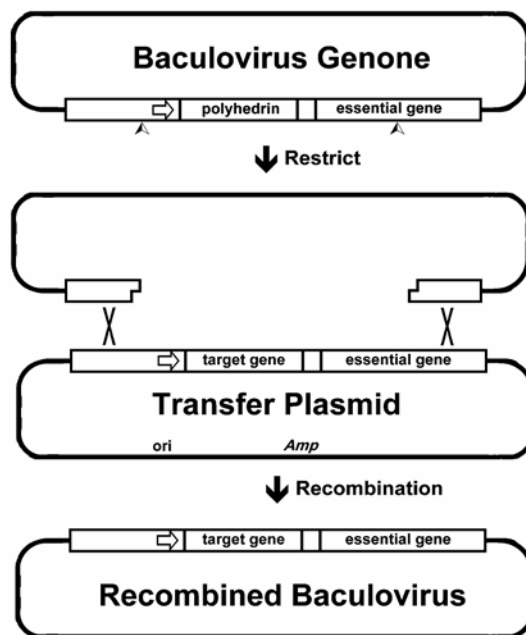 Baculovirus Genone
polyhedrin essential gene
Restrict
target gene essential gene
Transfer Plasmid
ori Amp
Recombination
target gene essential gene
Recombined Baculovirus